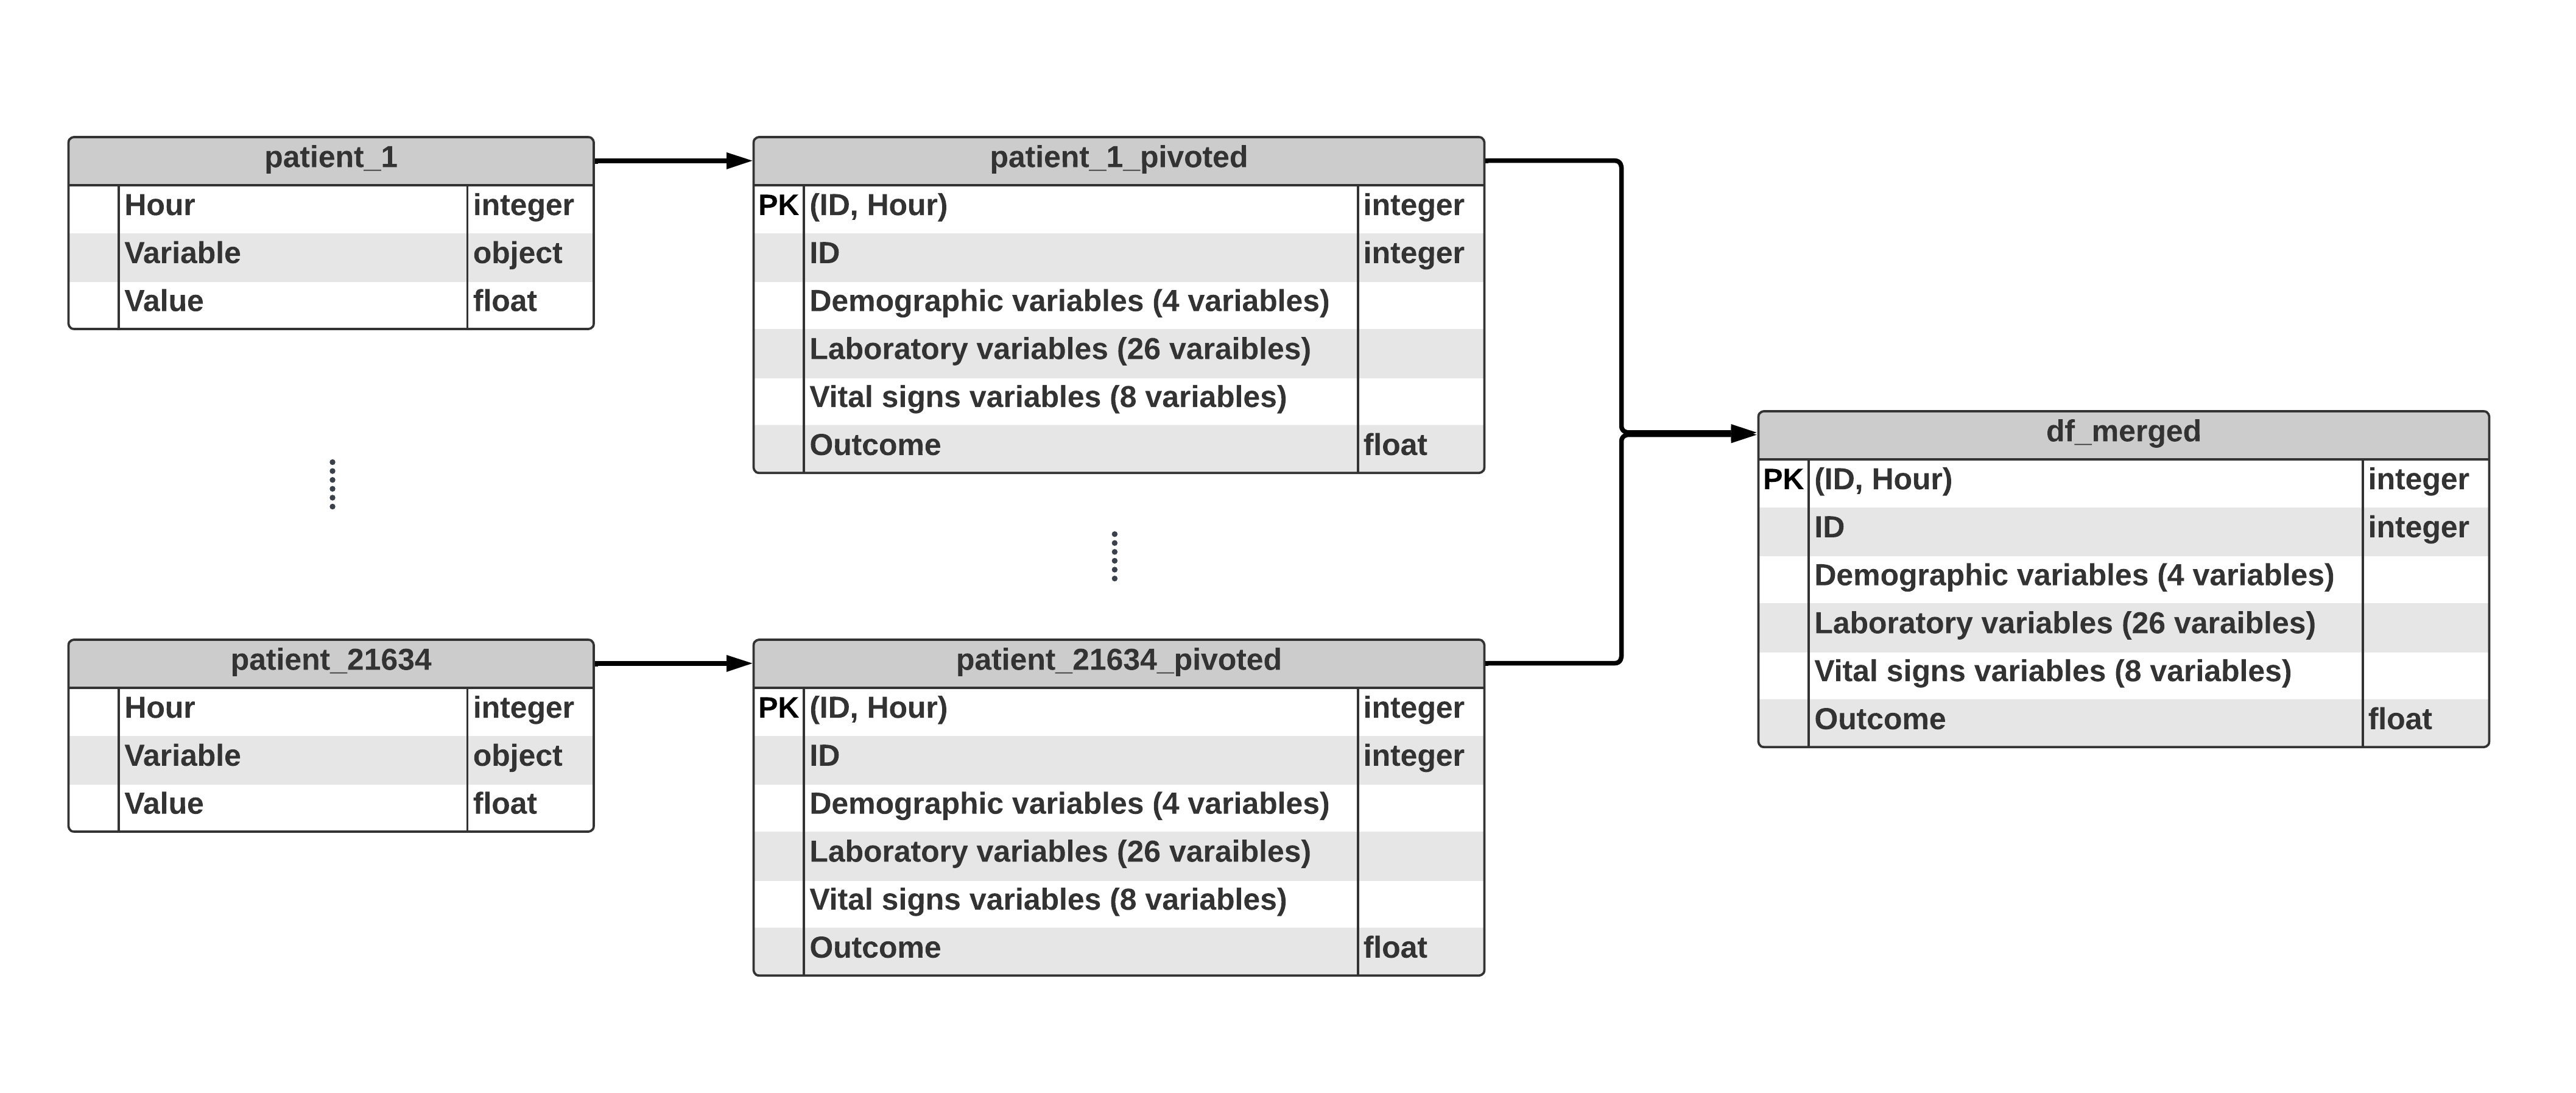 patient_1
Hour integer
Variable object
Value float
patient_1_pivoted
PK (ID, Hour) integer
ID integer
Demographic variables (4 variables)
Laboratory variables (26 varaibles)
Vital signs variables (8 variables)
Outcome float
patient_21634
Hour integer
Variable object
Value float
patient_21634_pivoted
PK (ID, Hour) integer
ID integer
Demographic variables (4 variables)
Laboratory variables (26 varaibles)
Vital signs variables (8 variables)
Outcome float
df_merged
PK (ID, Hour) integer
ID integer
Demographic variables (4 variables)
Laboratory variables (26 varaibles)
Vital signs variables (8 variables)
Outcome float